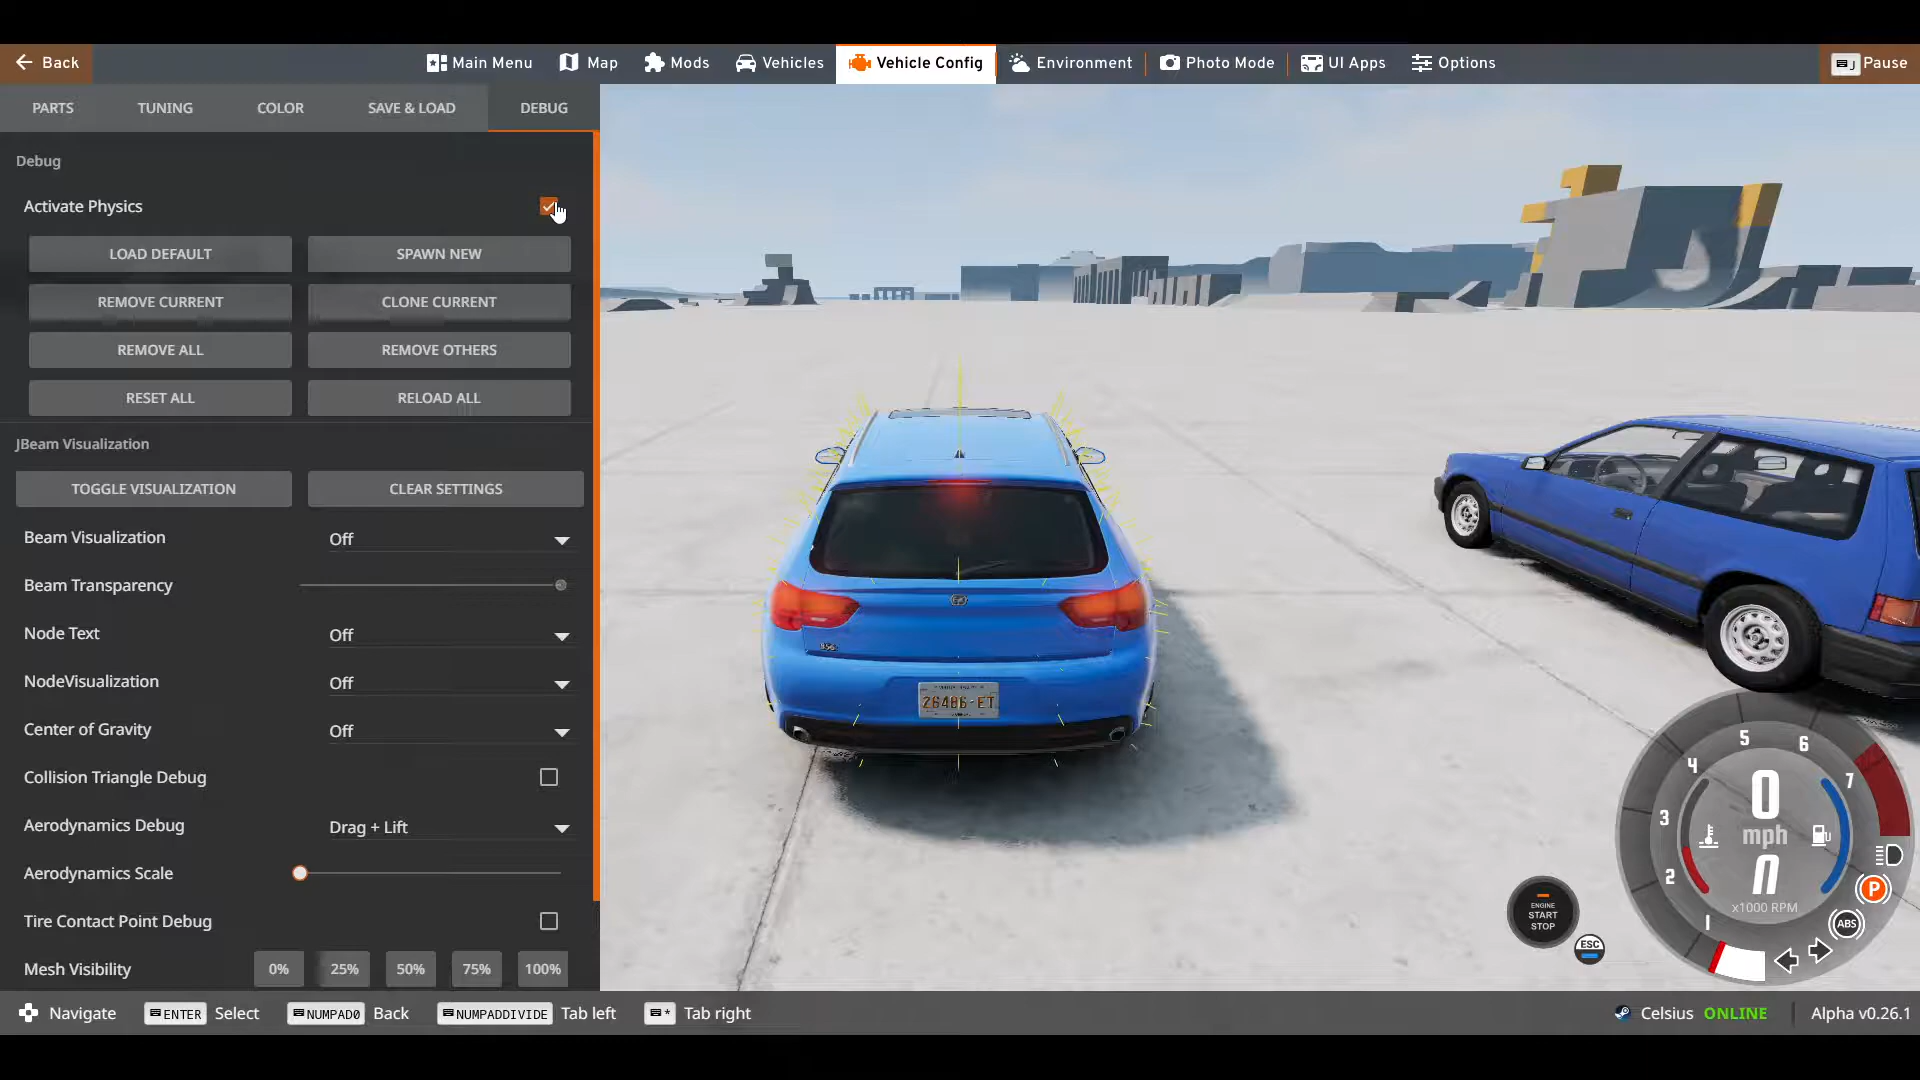 Back
Main Menu
Map
Mods
Vehicles
Vehicle Config
Environment
Photo Mode
UI Apps
Options
J Pause
PARTS
TUNING
COLOR
SAVE & LOAD
DEBUG
Debug
Activate Physics
LOAD DEFAULT
SPAWN NEW
REMOVE CURRENT
CLONE CURRENT
REMOVE ALL
REMOVE OTHERS
RESET ALL
RELOAD ALL
JBeam Visualization
TOGGLE VISUALIZATION
CLEAR SETTINGS
Beam Visualization Off
Beam Transparency
Node Text Off
NodeVisualization Off
Center of Gravity Off
Collision Triangle Debug
Aerodynamics Debug Drag + Lift
Aerodynamics Scale
Tire Contact Point Debug
Mesh Visibility 0% 25% 50% 75% 100%
26486-ET
1 2 3 4 5 6 7
0
mph
n
x1000 RPM
P
ABS
ENGINE
START
STOP
ESC
Navigate
ENTER Select
NUMPAD0 Back
NUMPADDIVIDE Tab left
* Tab right
Celsius ONLINE
Alpha v0.26.1